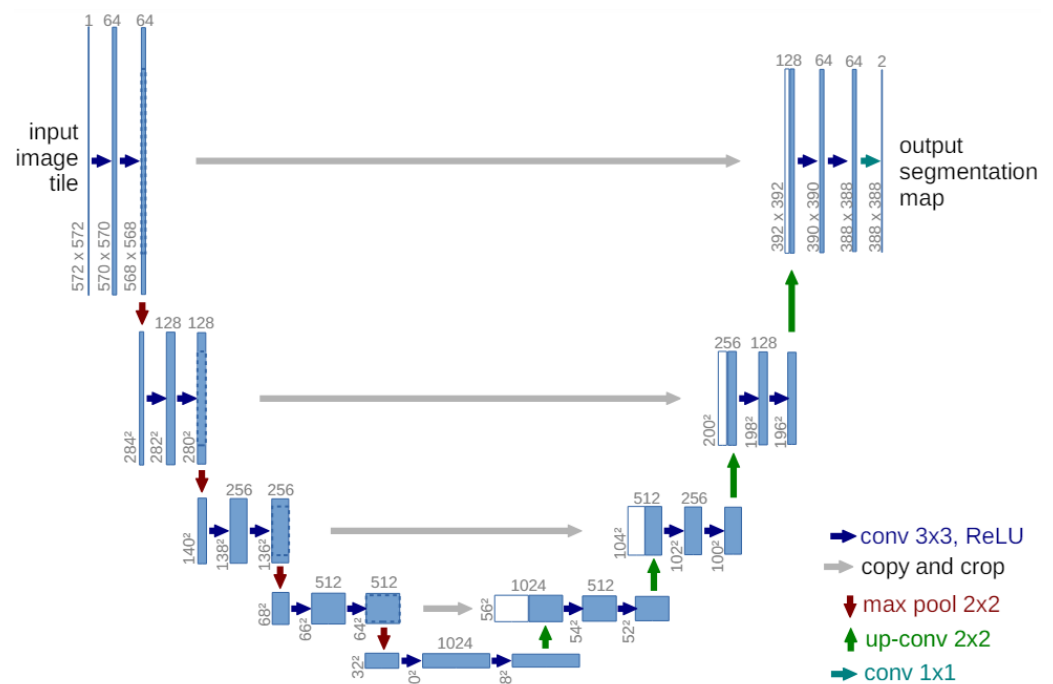 1 64 64
input
image
tile
572 x 572
570 x 570
568 x 568
128 64 64 2
output
segmentation
map
392 x 392
390 x 390
388 x 388
388 x 388
128 128
284²
282²
280²
256 128
200²
198²
196²
256 256
140²
138²
136²
512 256
104²
102²
100²
512 512
68²
66²
64²
1024 512
56²
54²
52²
1024
32²
0²
8²
conv 3x3, ReLU
copy and crop
max pool 2x2
up-conv 2x2
conv 1x1